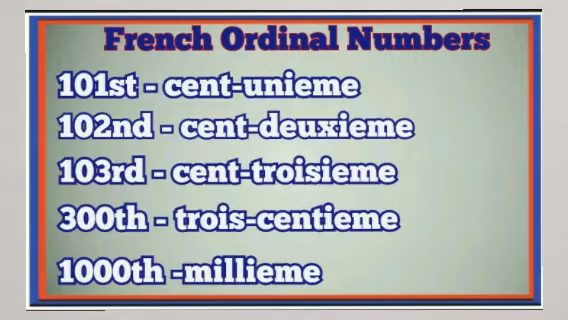 French Ordinal Numbers
101st - cent-unieme
102nd - cent-deuxieme
103rd - cent-troisieme
300th - trois-centieme
1000th -millieme